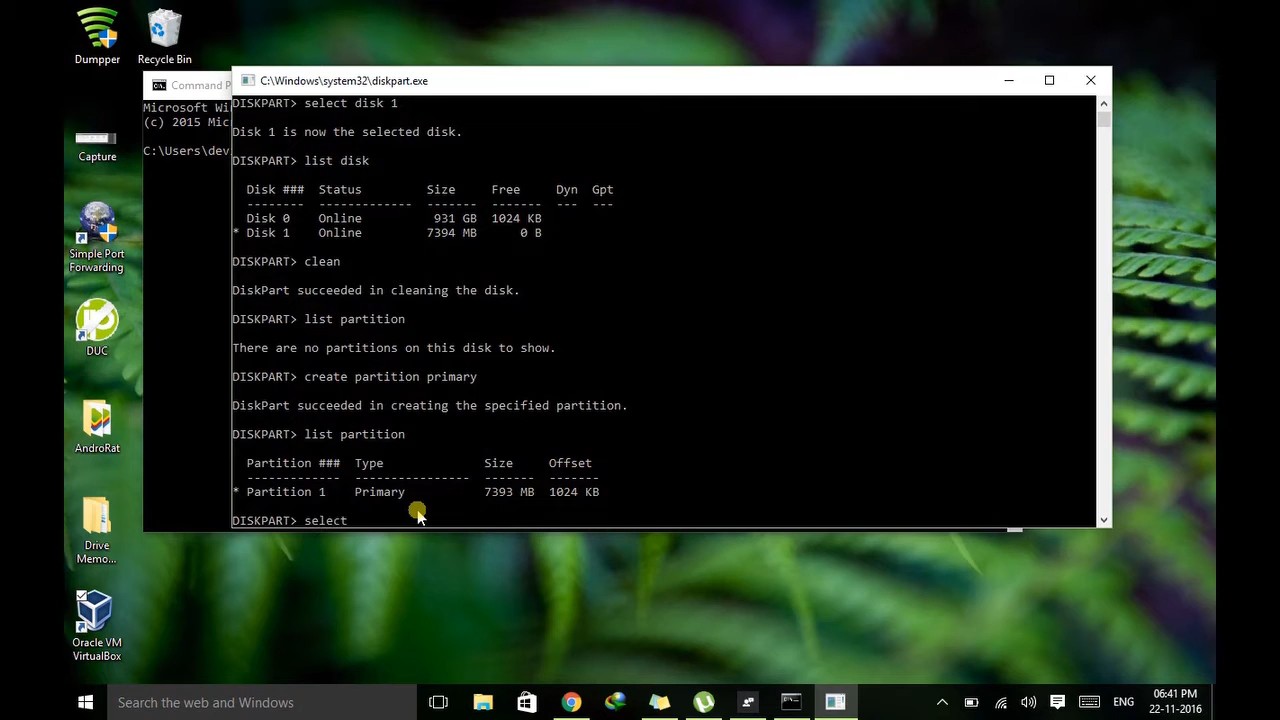 Dumpper
Recycle Bin
Capture
Simple Port
Forwarding
DUC
AndroRat
Drive
Memo...
Oracle VM
VirtualBox
Command P
Microsoft Wi
(c) 2015 Mic
C:\Users\dev
C:\Windows\system32\diskpart.exe
DISKPART> select disk 1
Disk 1 is now the selected disk.
DISKPART> list disk
Disk ### Status Size Free Dyn Gpt
-------- ------------- ------- ------- --- ---
Disk 0 Online 931 GB 1024 KB
* Disk 1 Online 7394 MB 0 B
DISKPART> clean
DiskPart succeeded in cleaning the disk.
DISKPART> list partition
There are no partitions on this disk to show.
DISKPART> create partition primary
DiskPart succeeded in creating the specified partition.
DISKPART> list partition
Partition ### Type Size Offset
------------- ---------------- ------- -------
* Partition 1 Primary 7393 MB 1024 KB
DISKPART> select
Search the web and Windows
ENG
06:41 PM
22-11-2016